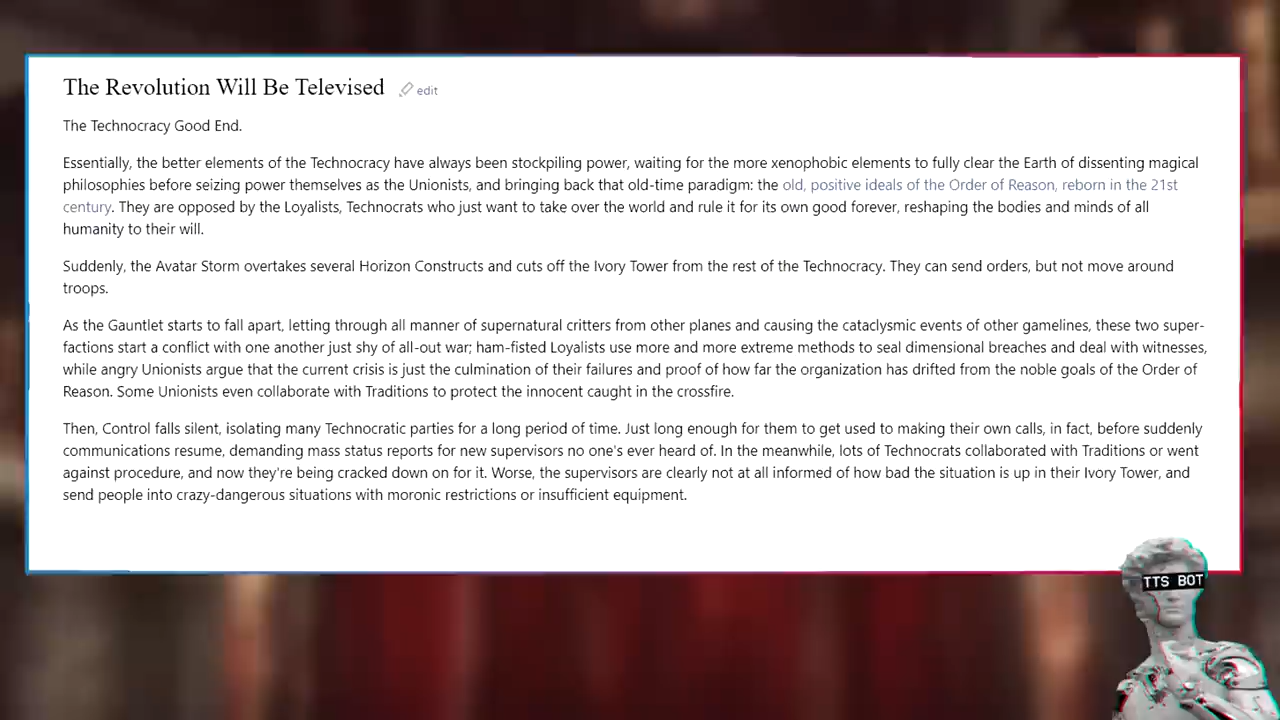 The Revolution Will Be Televised edit
The Technocracy Good End.
Essentially, the better elements of the Technocracy have always been stockpiling power, waiting for the more xenophobic elements to fully clear the Earth of dissenting magical
philosophies before seizing power themselves as the Unionists, and bringing back that old-time paradigm: the old, positive ideals of the Order of Reason, reborn in the 21st
century. They are opposed by the Loyalists, Technocrats who just want to take over the world and rule it for its own good forever, reshaping the bodies and minds of all
humanity to their will.
Suddenly, the Avatar Storm overtakes several Horizon Constructs and cuts off the Ivory Tower from the rest of the Technocracy. They can send orders, but not move around
troops.
As the Gauntlet starts to fall apart, letting through all manner of supernatural critters from other planes and causing the cataclysmic events of other gamelines, these two super-
factions start a conflict with one another just shy of all-out war; ham-fisted Loyalists use more and more extreme methods to seal dimensional breaches and deal with witnesses,
while angry Unionists argue that the current crisis is just the culmination of their failures and proof of how far the organization has drifted from the noble goals of the Order of
Reason. Some Unionists even collaborate with Traditions to protect the innocent caught in the crossfire.
Then, Control falls silent, isolating many Technocratic parties for a long period of time. Just long enough for them to get used to making their own calls, in fact, before suddenly
communications resume, demanding mass status reports for new supervisors no one's ever heard of. In the meanwhile, lots of Technocrats collaborated with Traditions or went
against procedure, and now they're being cracked down on for it. Worse, the supervisors are clearly not at all informed of how bad the situation is up in their Ivory Tower, and
send people into crazy-dangerous situations with moronic restrictions or insufficient equipment.
TTS BOT